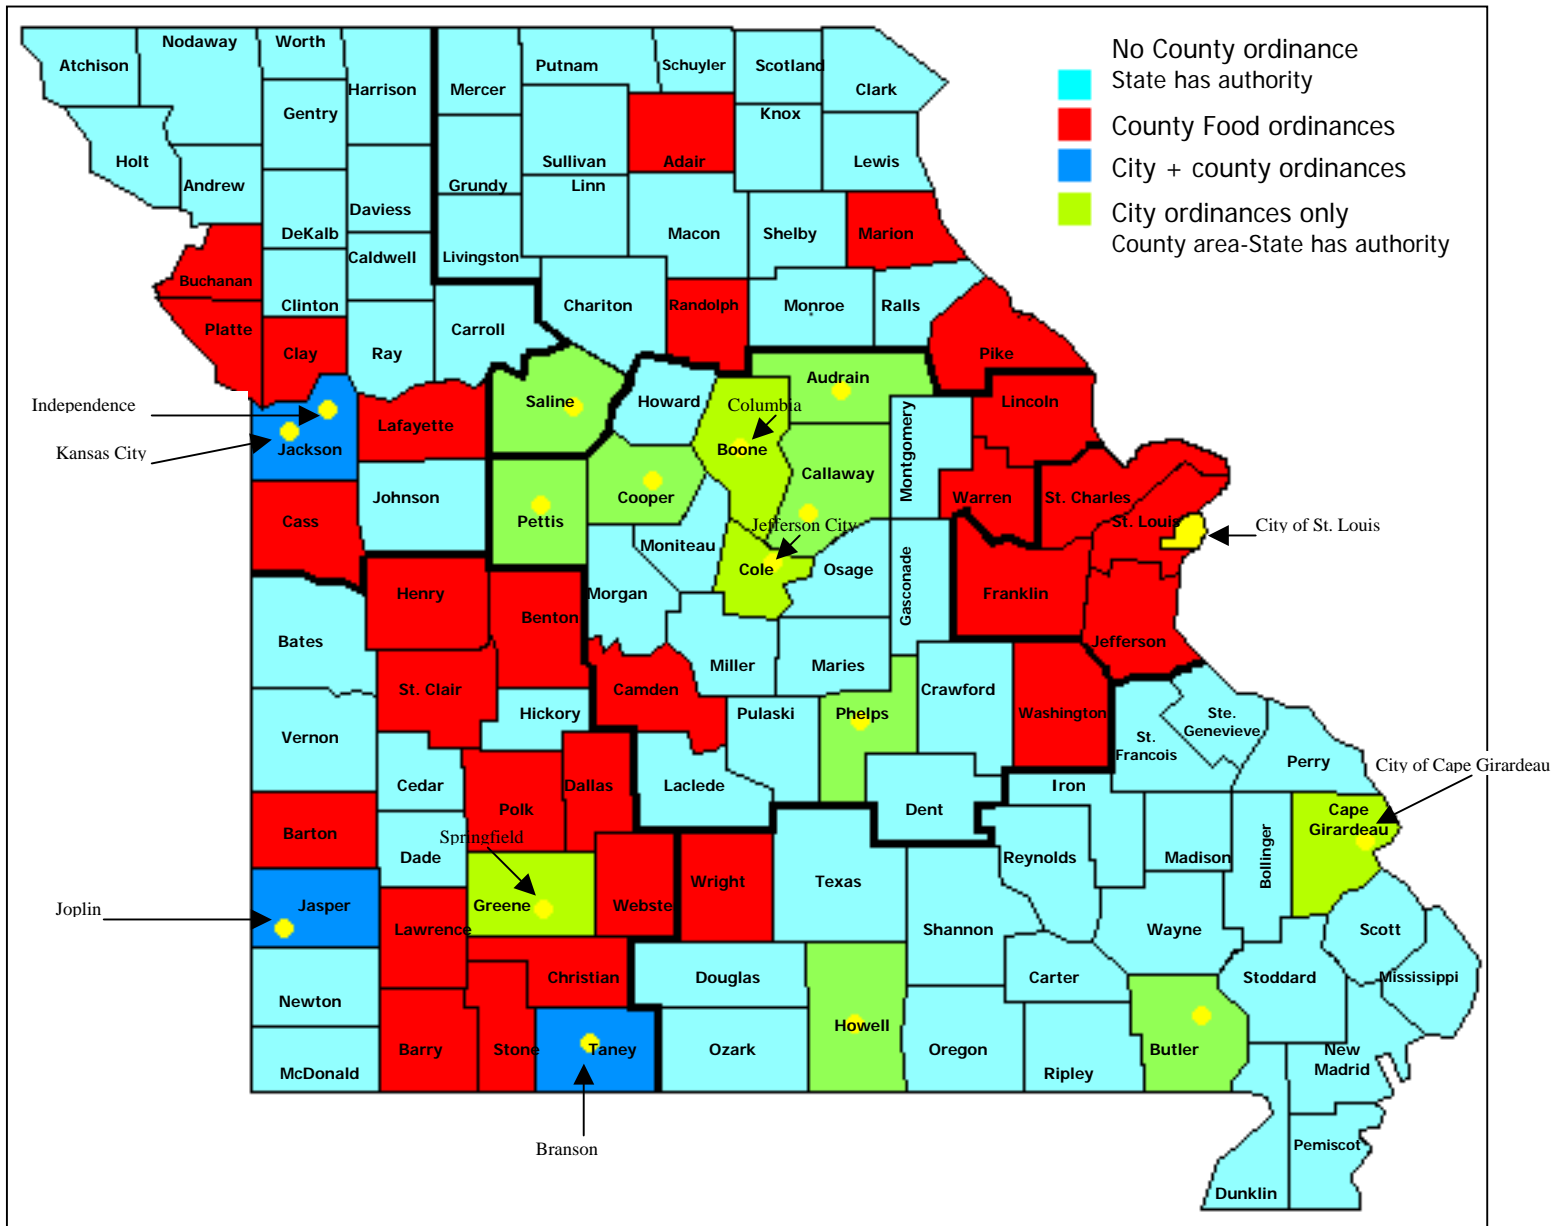 No County ordinance
State has authority
County Food ordinances
City + county ordinances
City ordinances only
County area-State has authority
Atchison
Nodaway
Worth
Harrison
Mercer
Putnam
Schuyler
Scotland
Clark
Gentry
Knox
Holt
Andrew
Grundy
Sullivan
Linn
Adair
Lewis
DeKalb
Daviess
Macon
Shelby
Marion
Buchanan
Caldwell
Livingston
Clinton
Chariton
Randolph
Monroe
Ralls
Platte
Clay
Ray
Carroll
Pike
Independence
Kansas City
Jackson
Lafayette
Saline
Howard
Columbia
Boone
Audrain
Callaway
Montgomery
Lincoln
Cass
Johnson
Pettis
Cooper
Moniteau
Jefferson City
Warren
St. Charles
St. Louis
City of St. Louis
Cole
Osage
Gasconade
Franklin
Jefferson
Henry
Benton
Morgan
Bates
Miller
Maries
St. Clair
Camden
Hickory
Pulaski
Phelps
Crawford
Washington
St.
Francois
Ste.
Genevieve
Perry
Vernon
Cedar
Polk
Dallas
Laclede
Dent
Iron
City of Cape Girardeau
Cape
Girardeau
Barton
Dade
Springfield
Greene
Webste
Wright
Texas
Reynolds
Madison
Bollinger
Joplin
Jasper
Lawrence
Shannon
Wayne
Scott
Newton
Christian
Douglas
Carter
Stoddard
Mississippi
McDonald
Barry
Stone
Taney
Ozark
Howell
Oregon
Ripley
Butler
New
Madrid
Branson
Pemiscot
Dunklin